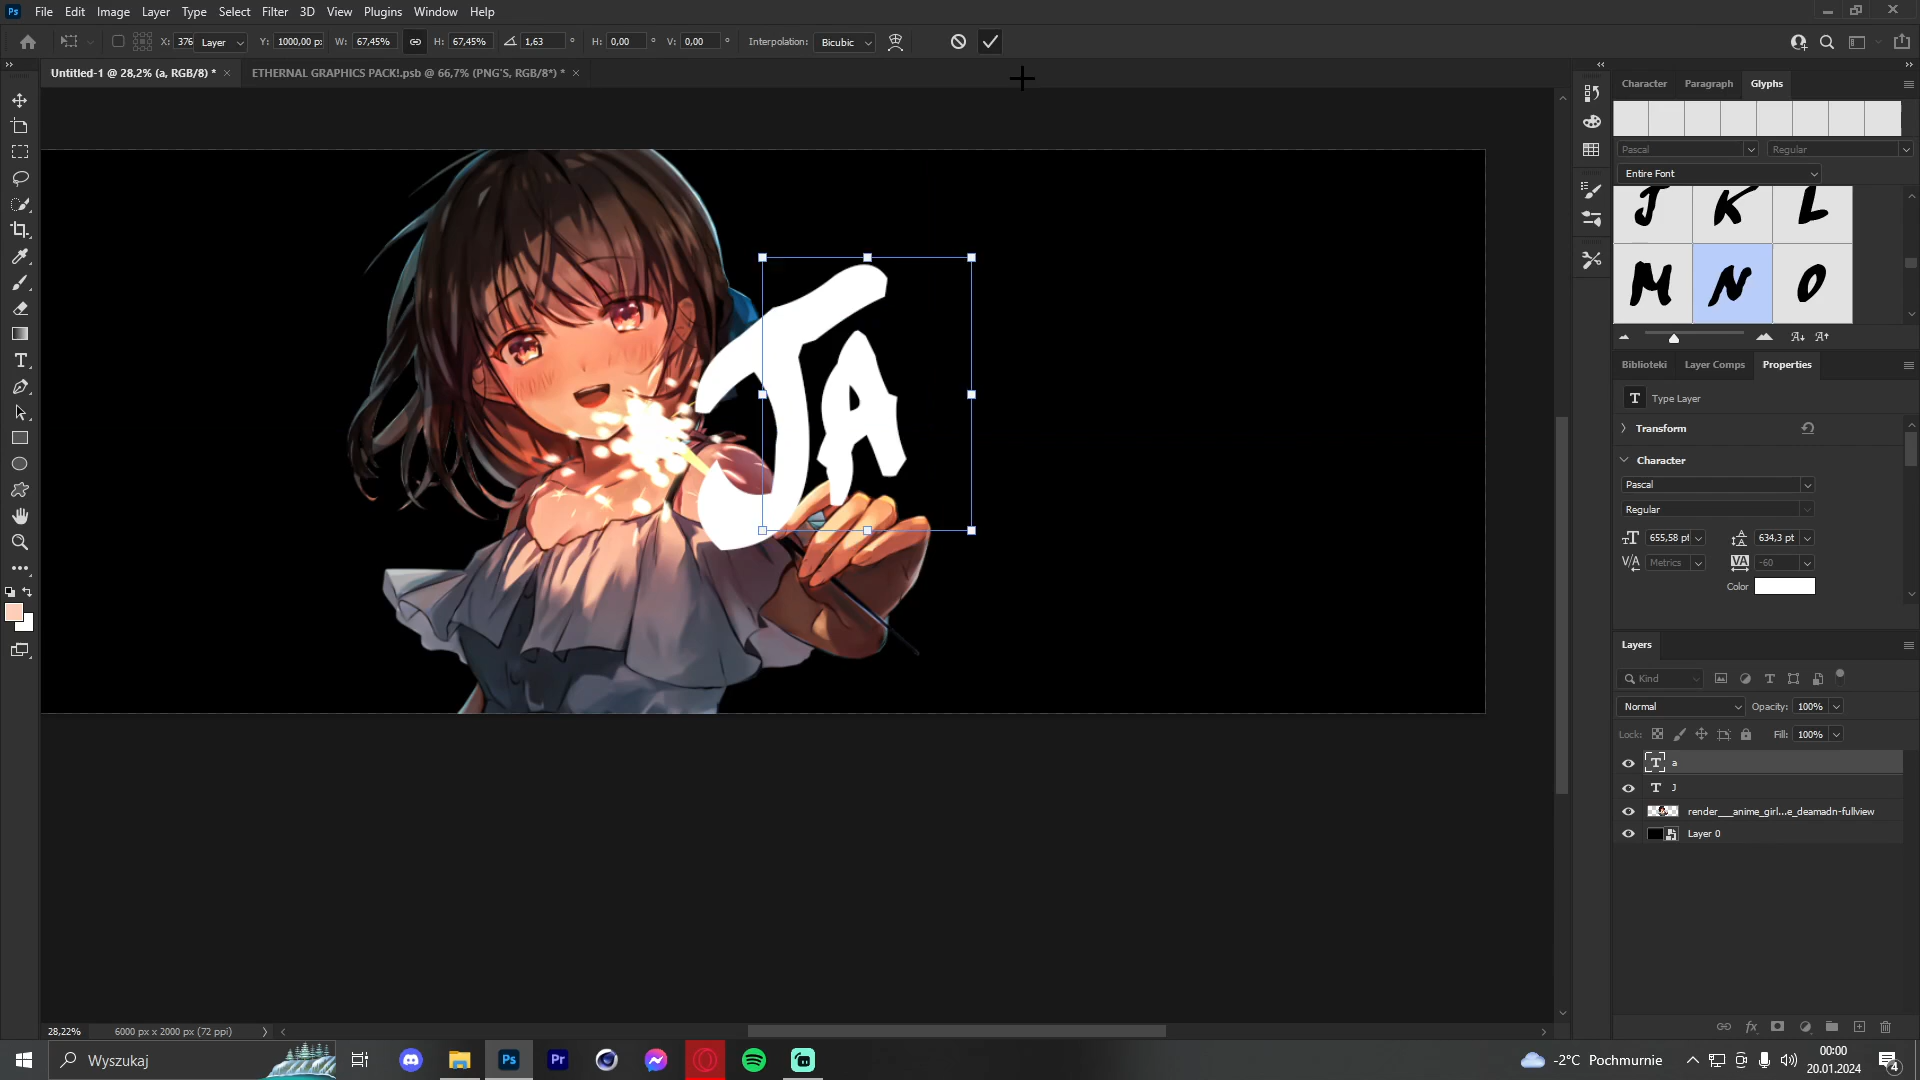 Ps File Edit Image Layer Type Select Filter 3D View Plugins Window Help
X: 376 Layer Y: 1000,00 px W: 67,45% H: 67,45% 1,63 ° H: 0,00 ° V: 0,00 ° Interpolation: Bicubic
Untitled-1 @ 28,2% (a, RGB/8) * × ETHERNAL GRAPHICS PACK!.psb @ 66,7% (PNG'S, RGB/8*) * ×
Character Paragraph Glyphs
Pascal Regular
Entire Font
J K L
M N O
JA
Biblioteki Layer Comps Properties
T Type Layer
Transform
Character
Pascal
Regular
655,58 pt 634,3 pt
Metrics -60
Color
Layers
Kind
Normal Opacity: 100%
Lock: Fill: 100%
T a
T J
render___anime_girl...e_deamadn-fullview
Layer 0
28,22% 6000 px x 2000 px (72 ppi)
Wyszukaj Ps Pr -2°C Pochmurnie 00:00
20.01.2024 4